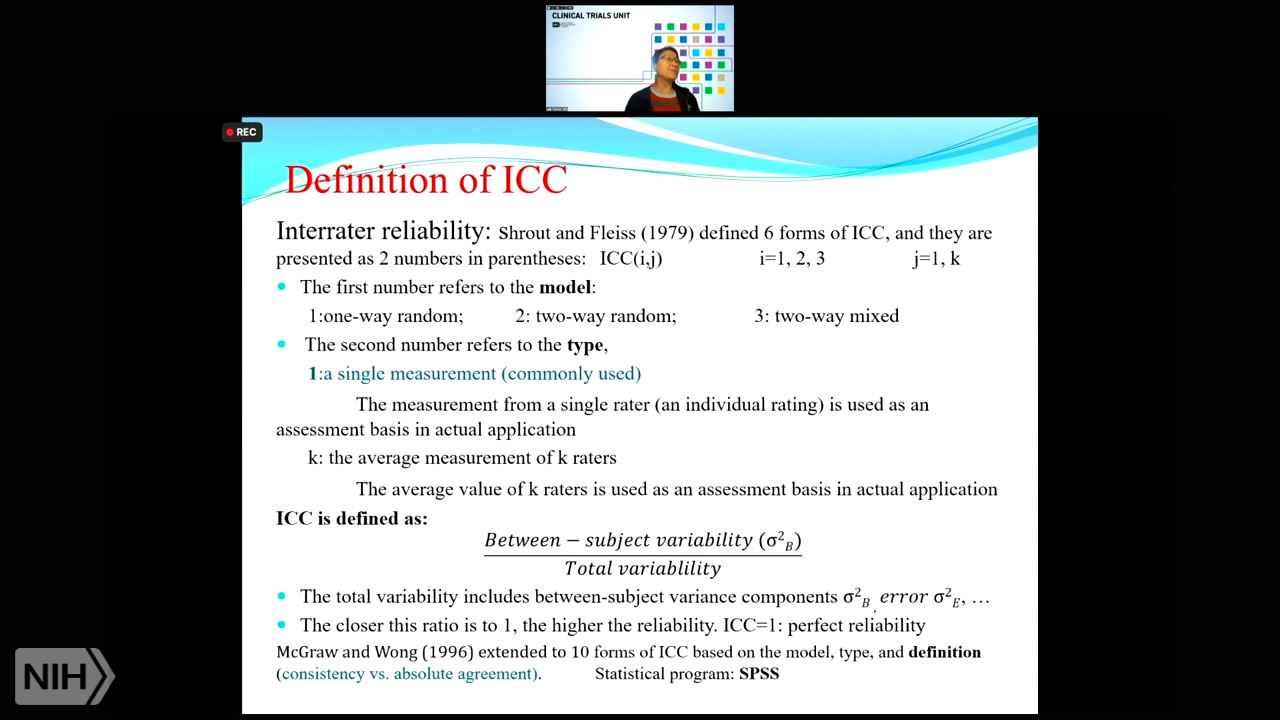 CLINICAL TRIALS UNIT
REC
Definition of ICC
Interrater reliability: Shrout and Fleiss (1979) defined 6 forms of ICC, and they are
presented as 2 numbers in parentheses: ICC(i,j) i=1, 2, 3 j=1, k
The first number refers to the model:
1:one-way random; 2: two-way random; 3: two-way mixed
The second number refers to the type,
1:a single measurement (commonly used)
The measurement from a single rater (an individual rating) is used as an
assessment basis in actual application
k: the average measurement of k raters
The average value of k raters is used as an assessment basis in actual application
ICC is defined as:
Between − subject variability (σ²_B)
Total variablility
The total variability includes between-subject variance components σ²_B, error σ²_E, …
The closer this ratio is to 1, the higher the reliability. ICC=1: perfect reliability
McGraw and Wong (1996) extended to 10 forms of ICC based on the model, type, and definition
(consistency vs. absolute agreement). Statistical program: SPSS
NIH